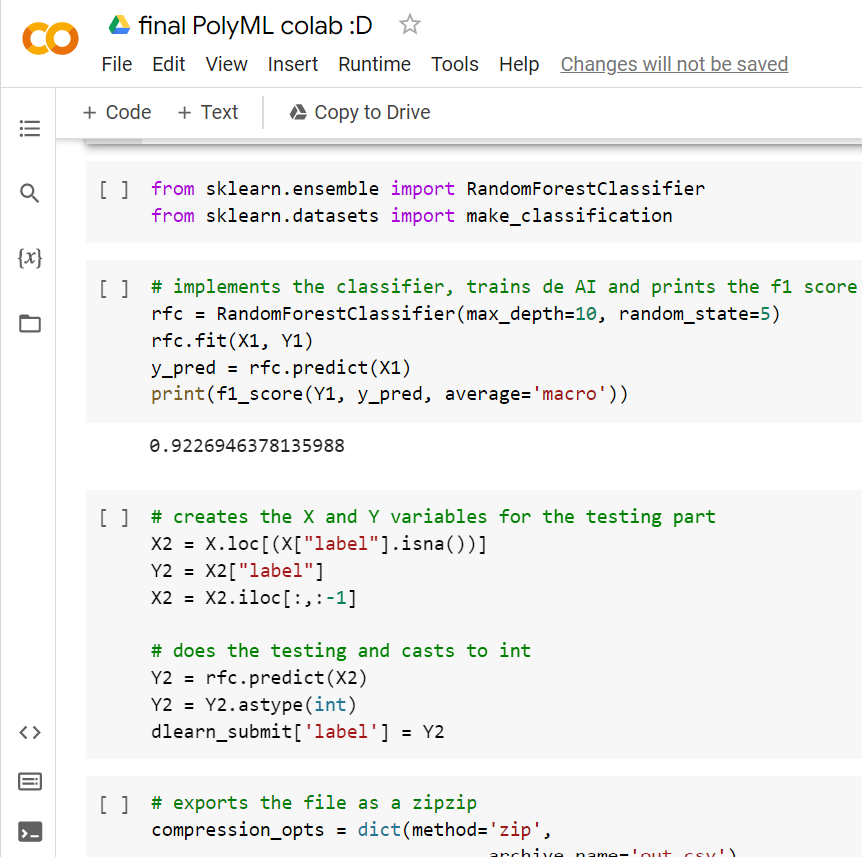 final PolyML colab :D
File Edit View Insert Runtime Tools Help Changes will not be saved
+ Code + Text Copy to Drive
[ ] from sklearn.ensemble import RandomForestClassifier
from sklearn.datasets import make_classification
[ ] # implements the classifier, trains de AI and prints the f1 score
rfc = RandomForestClassifier(max_depth=10, random_state=5)
rfc.fit(X1, Y1)
y_pred = rfc.predict(X1)
print(f1_score(Y1, y_pred, average='macro'))
0.9226946378135988
[ ] # creates the X and Y variables for the testing part
X2 = X.loc[(X["label"].isna())]
Y2 = X2["label"]
X2 = X2.iloc[:,:-1]
# does the testing and casts to int
Y2 = rfc.predict(X2)
Y2 = Y2.astype(int)
dlearn_submit['label'] = Y2
[ ] # exports the file as a zipzip
compression_opts = dict(method='zip',
archive_name='out.csv')